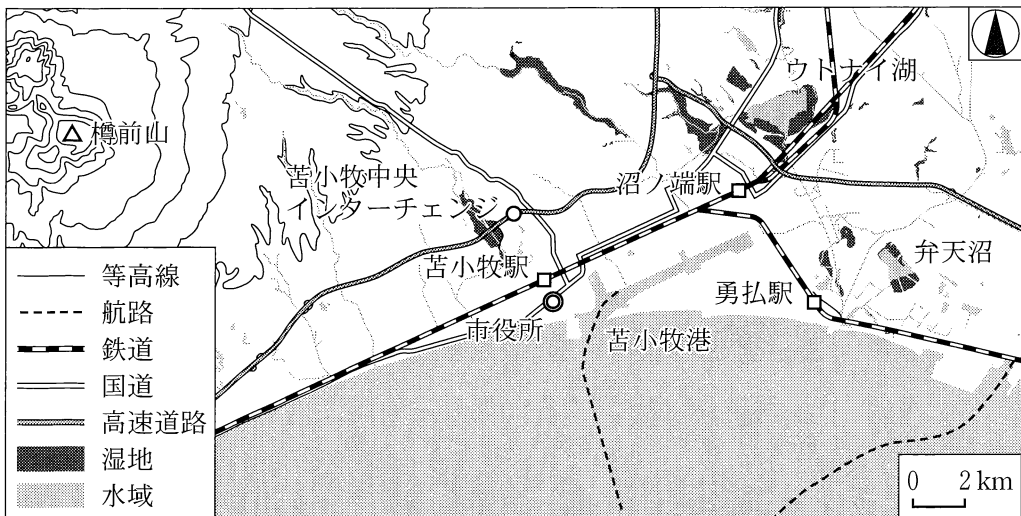 ウトナイ湖
樽前山
苫小牧中央
インターチェンジ
沼ノ端駅
苫小牧駅
弁天沼
勇払駅
市役所
苫小牧港
等高線
航路
鉄道
国道
高速道路
湿地
水域
0 2km